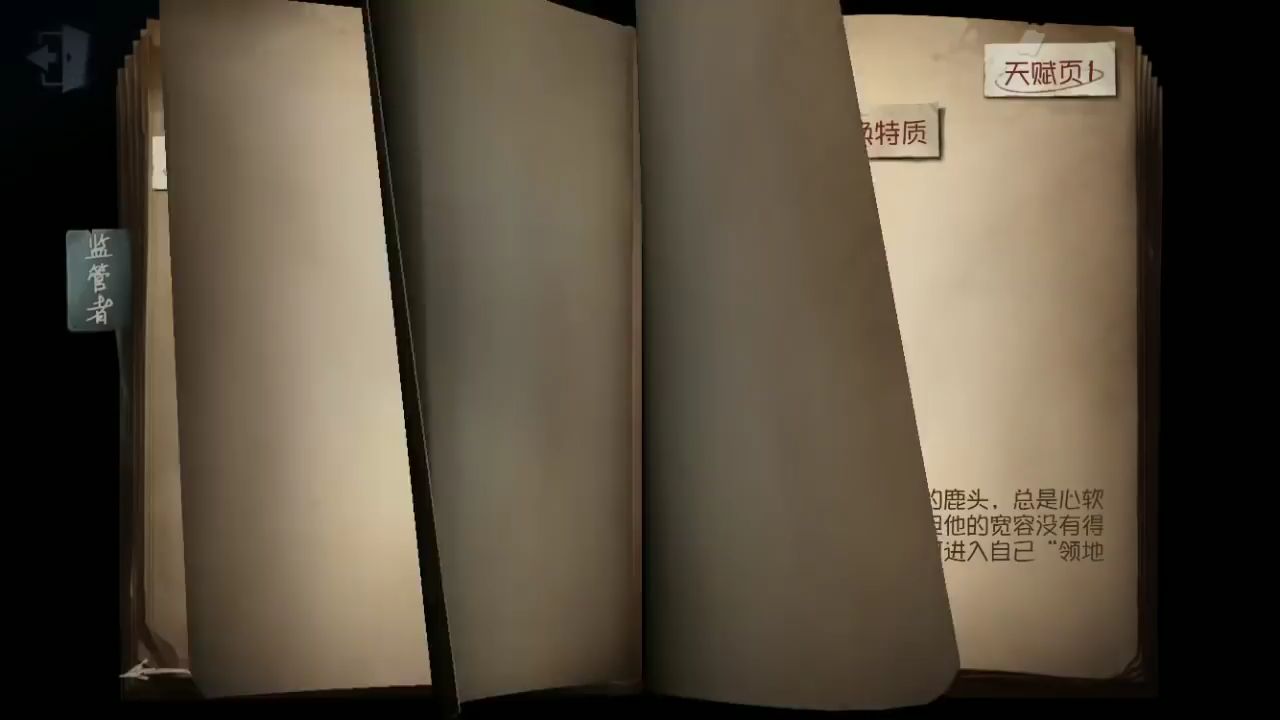 监管者
天赋页1
特质
鹿头，总是心软
他的宽容没有得
进入自己“领地